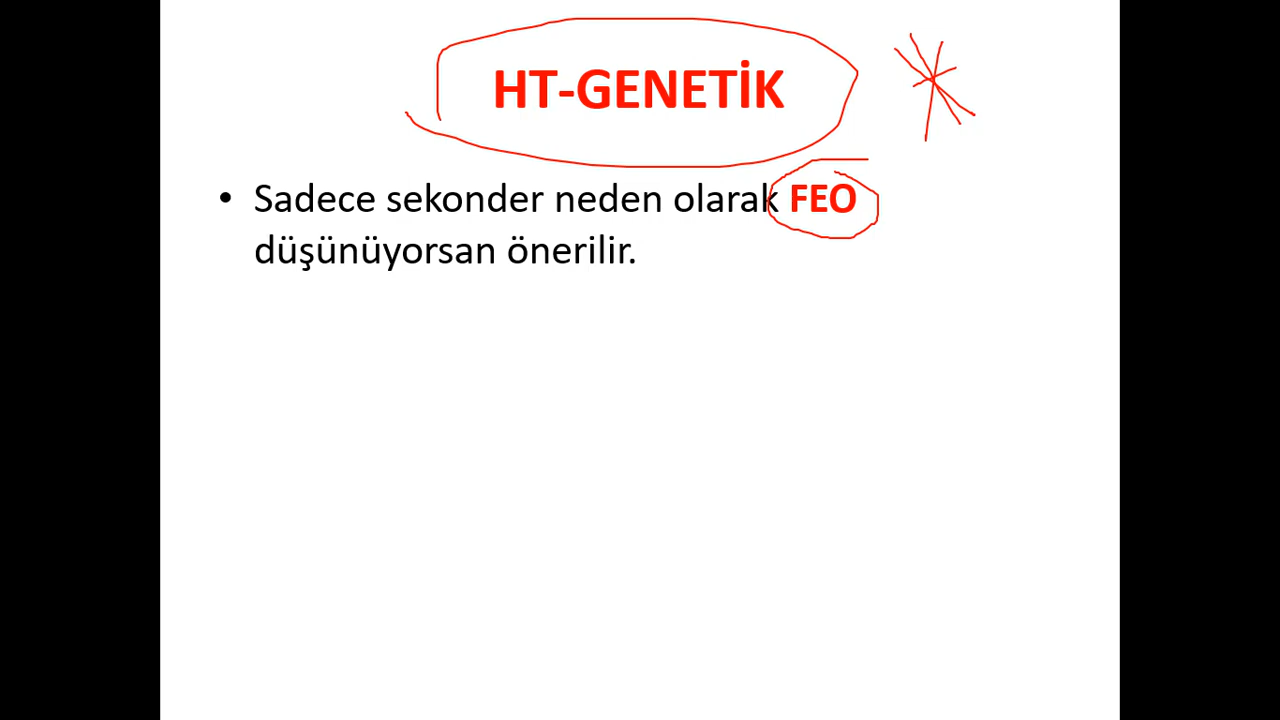 HT-GENETİK
• Sadece sekonder neden olarak FEO
düşünüyorsan önerilir.